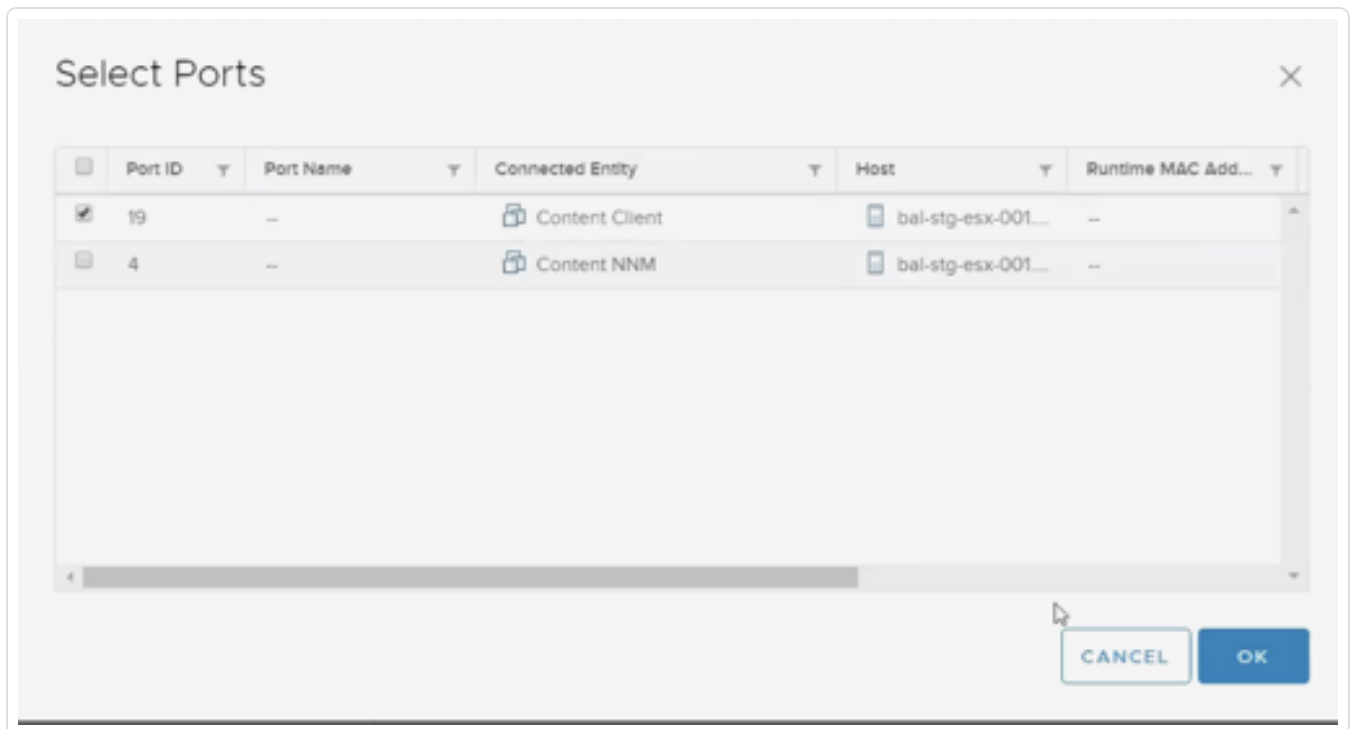 Select Ports
Port ID Port Name Connected Entity Host Runtime MAC Add...
19 -- Content Client bal-stg-esx-001.... --
4 -- Content NNM bal-stg-esx-001.... --
CANCEL OK